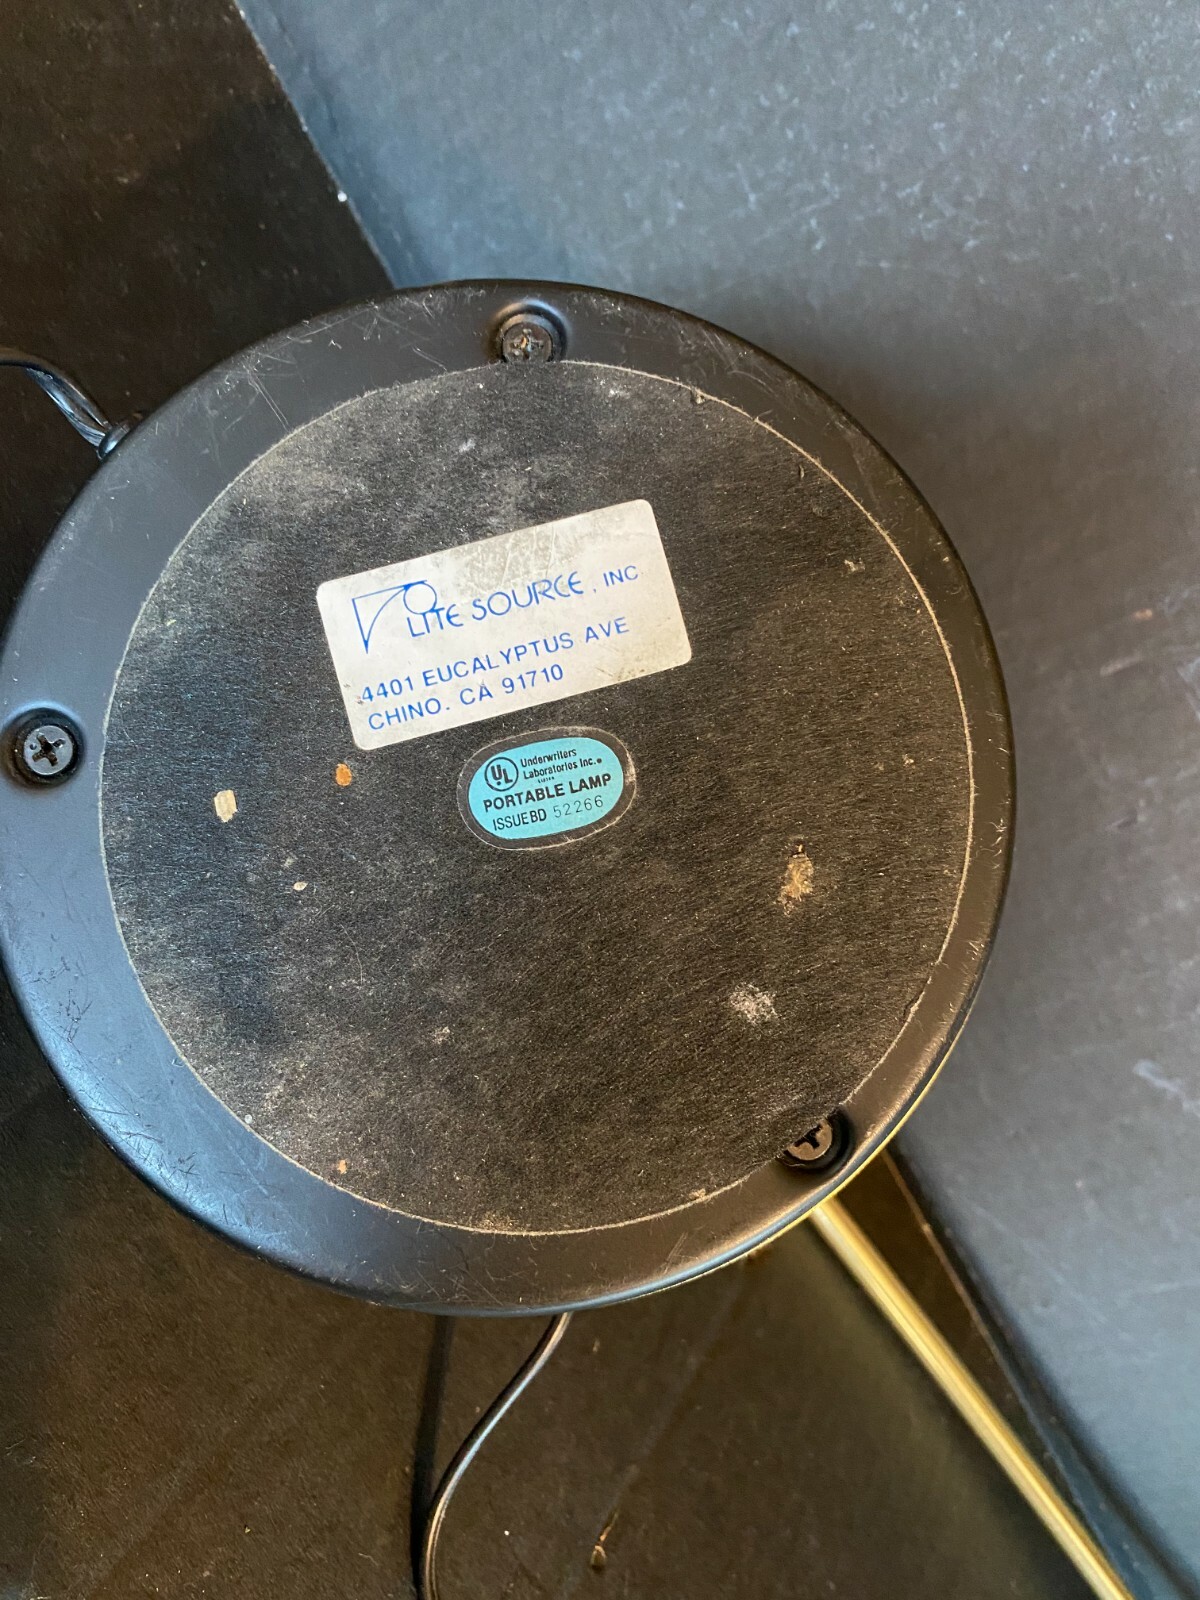 LITE SOURCE, INC
4401 EUCALYPTUS AVE
CHINO. CA 91710
UL
Underwriters
Laboratories Inc.®
PORTABLE LAMP
ISSUE BD 52266